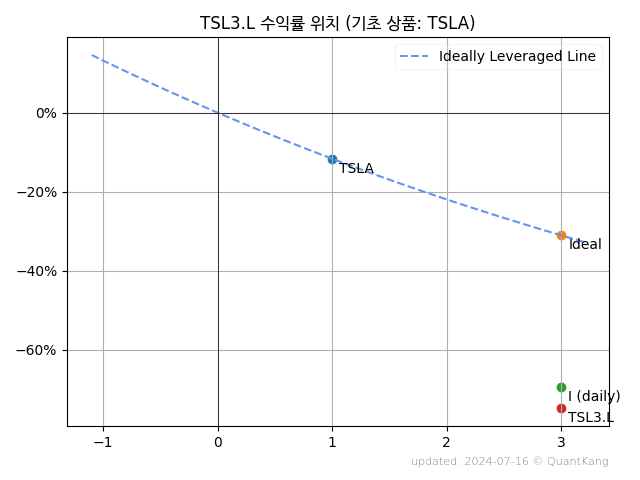 TSL3.L 수익률 위치 (기초 상품: TSLA)
Ideally Leveraged Line
0%
−20%
−40%
−60%
TSLA
Ideal
I (daily)
TSL3.L
−1
0
1
2
3
updated: 2024-07-16 © QuantKang